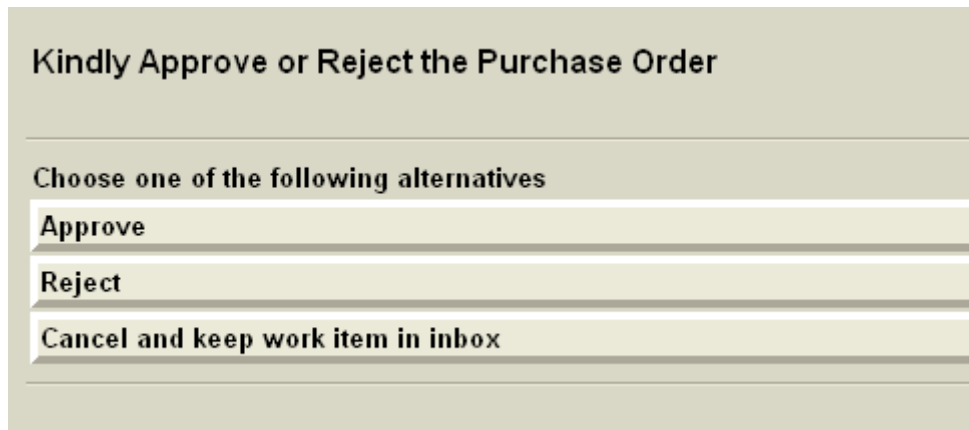 Kindly Approve or Reject the Purchase Order
Choose one of the following alternatives
Approve
Reject
Cancel and keep work item in inbox